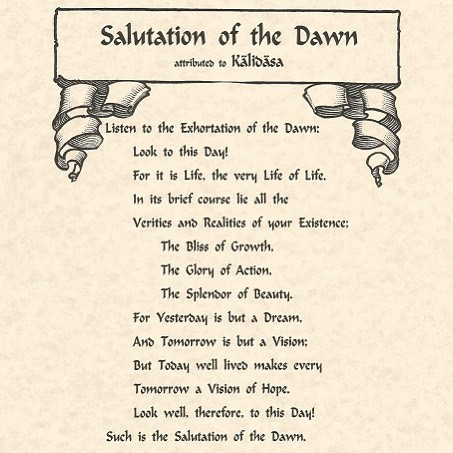 Salutation of the Dawn
attributed to Kālidāsa
Listen to the Exhortation of the Dawn:
Look to this Day!
For it is Life, the very Life of Life.
In its brief course lie all the
Verities and Realities of your Existence:
The Bliss of Growth,
The Glory of Action,
The Splendor of Beauty.
For Yesterday is but a Dream,
And Tomorrow is but a Vision;
But Today well lived makes every
Tomorrow a Vision of Hope.
Look well, therefore, to this Day!
Such is the Salutation of the Dawn.